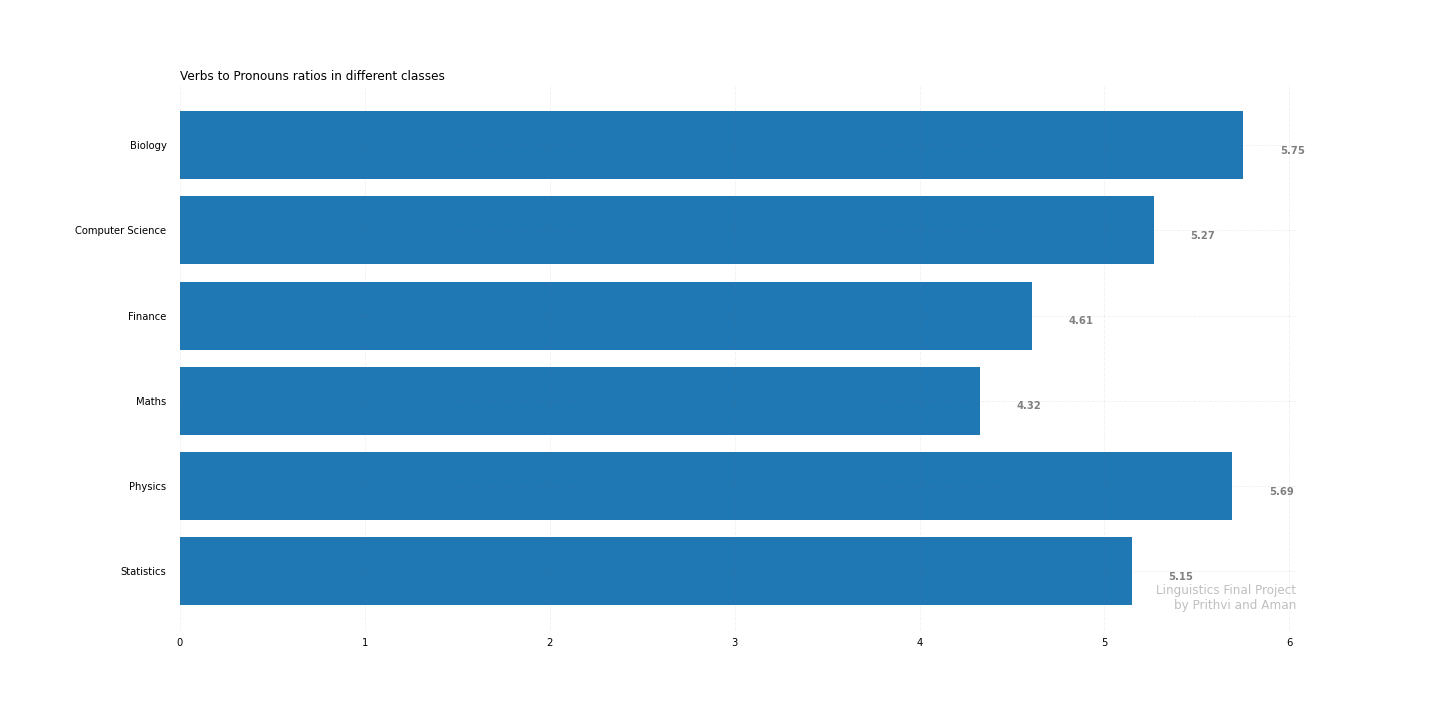 Verbs to Pronouns ratios in different classes
Biology
5.75
Computer Science
5.27
Finance
4.61
Maths
4.32
Physics
5.69
Statistics
5.15
Linguistics Final Project
by Prithvi and Aman
0 1 2 3 4 5 6